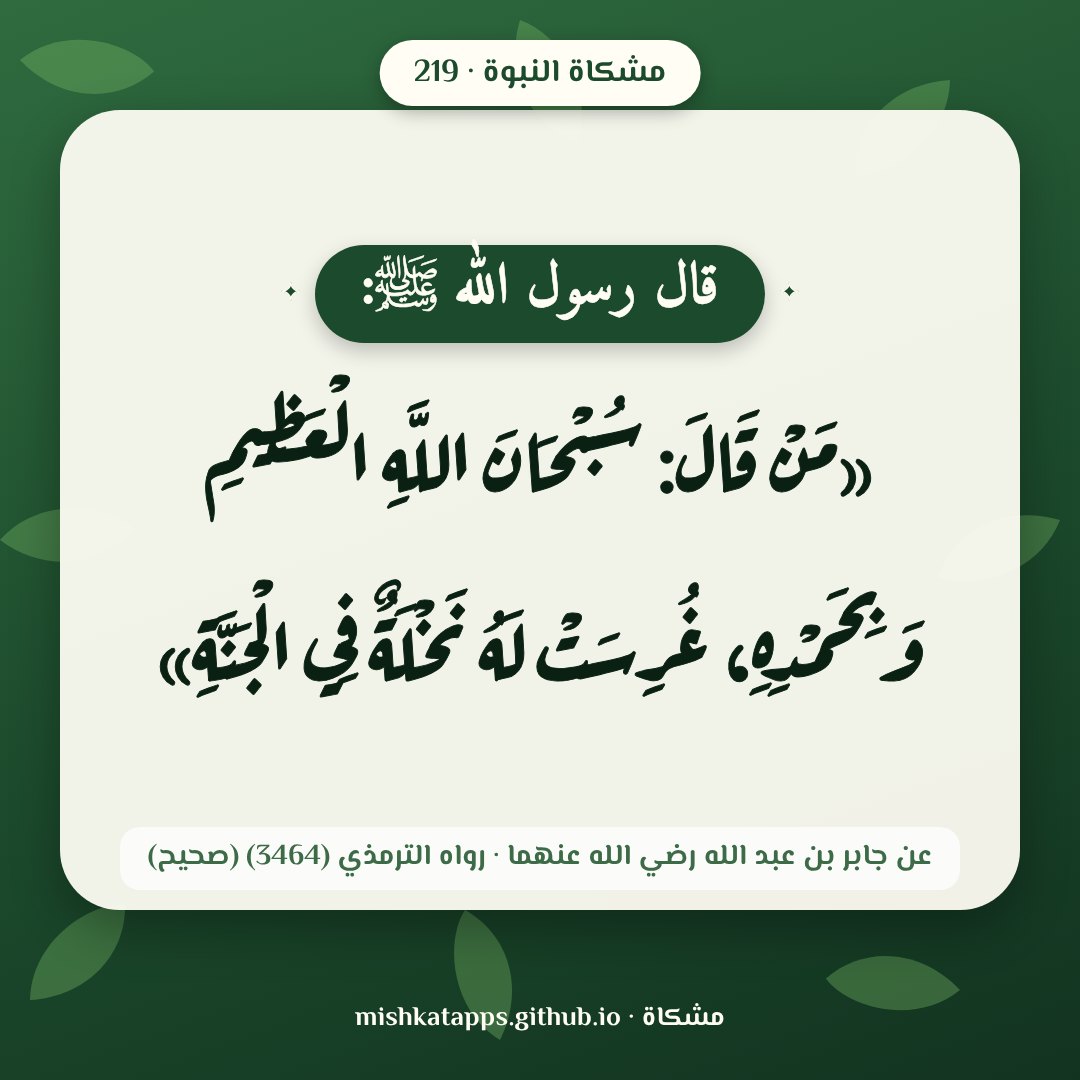 مشكاة النبوة · 219
قال رسول الله ﷺ:
«مَنْ قَالَ: سُبْحَانَ اللَّهِ الْعَظِيمِ
وَبِحَمْدِهِ، غُرِسَتْ لَهُ نَخْلَةٌ فِي الْجَنَّةِ»
عن جابر بن عبد الله رضي الله عنهما · رواه الترمذي (3464) (صحيح)
مشكاة · mishkatapps.github.io